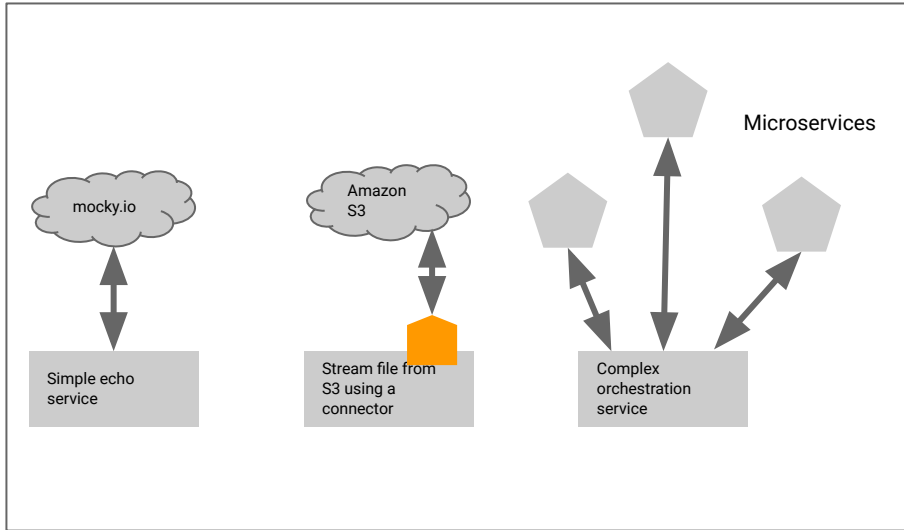 Microservices
mocky.io
Amazon
S3
Simple echo
service
Stream file from
S3 using a
connector
Complex
orchestration
service